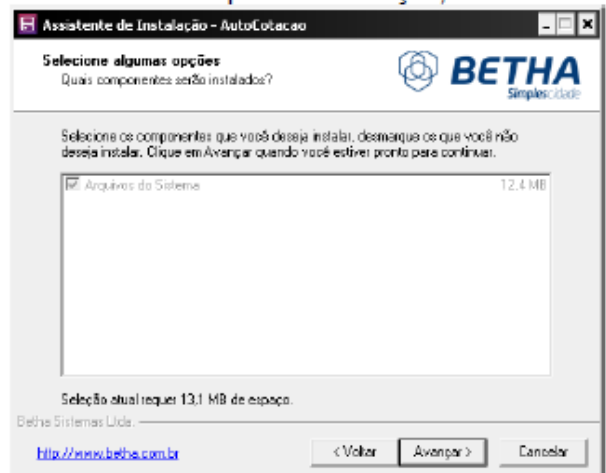 Assistente de Instalação - AutoCotacao
Selecione algumas opções
Quais componentes serão instalados?
BETHA
Simplescidade
Selecione os componentes que você deseja instalar, desmarque os que você não
deseja instalar. Clique em Avançar quando você estiver pronto para continuar.
Arquivos do Sistema 12,4 MB
Seleção atual requer 13,1 MB de espaço.
Betha Sistemas Ltda.
http://www.betha.com.br
< Voltar Avançar > Cancelar